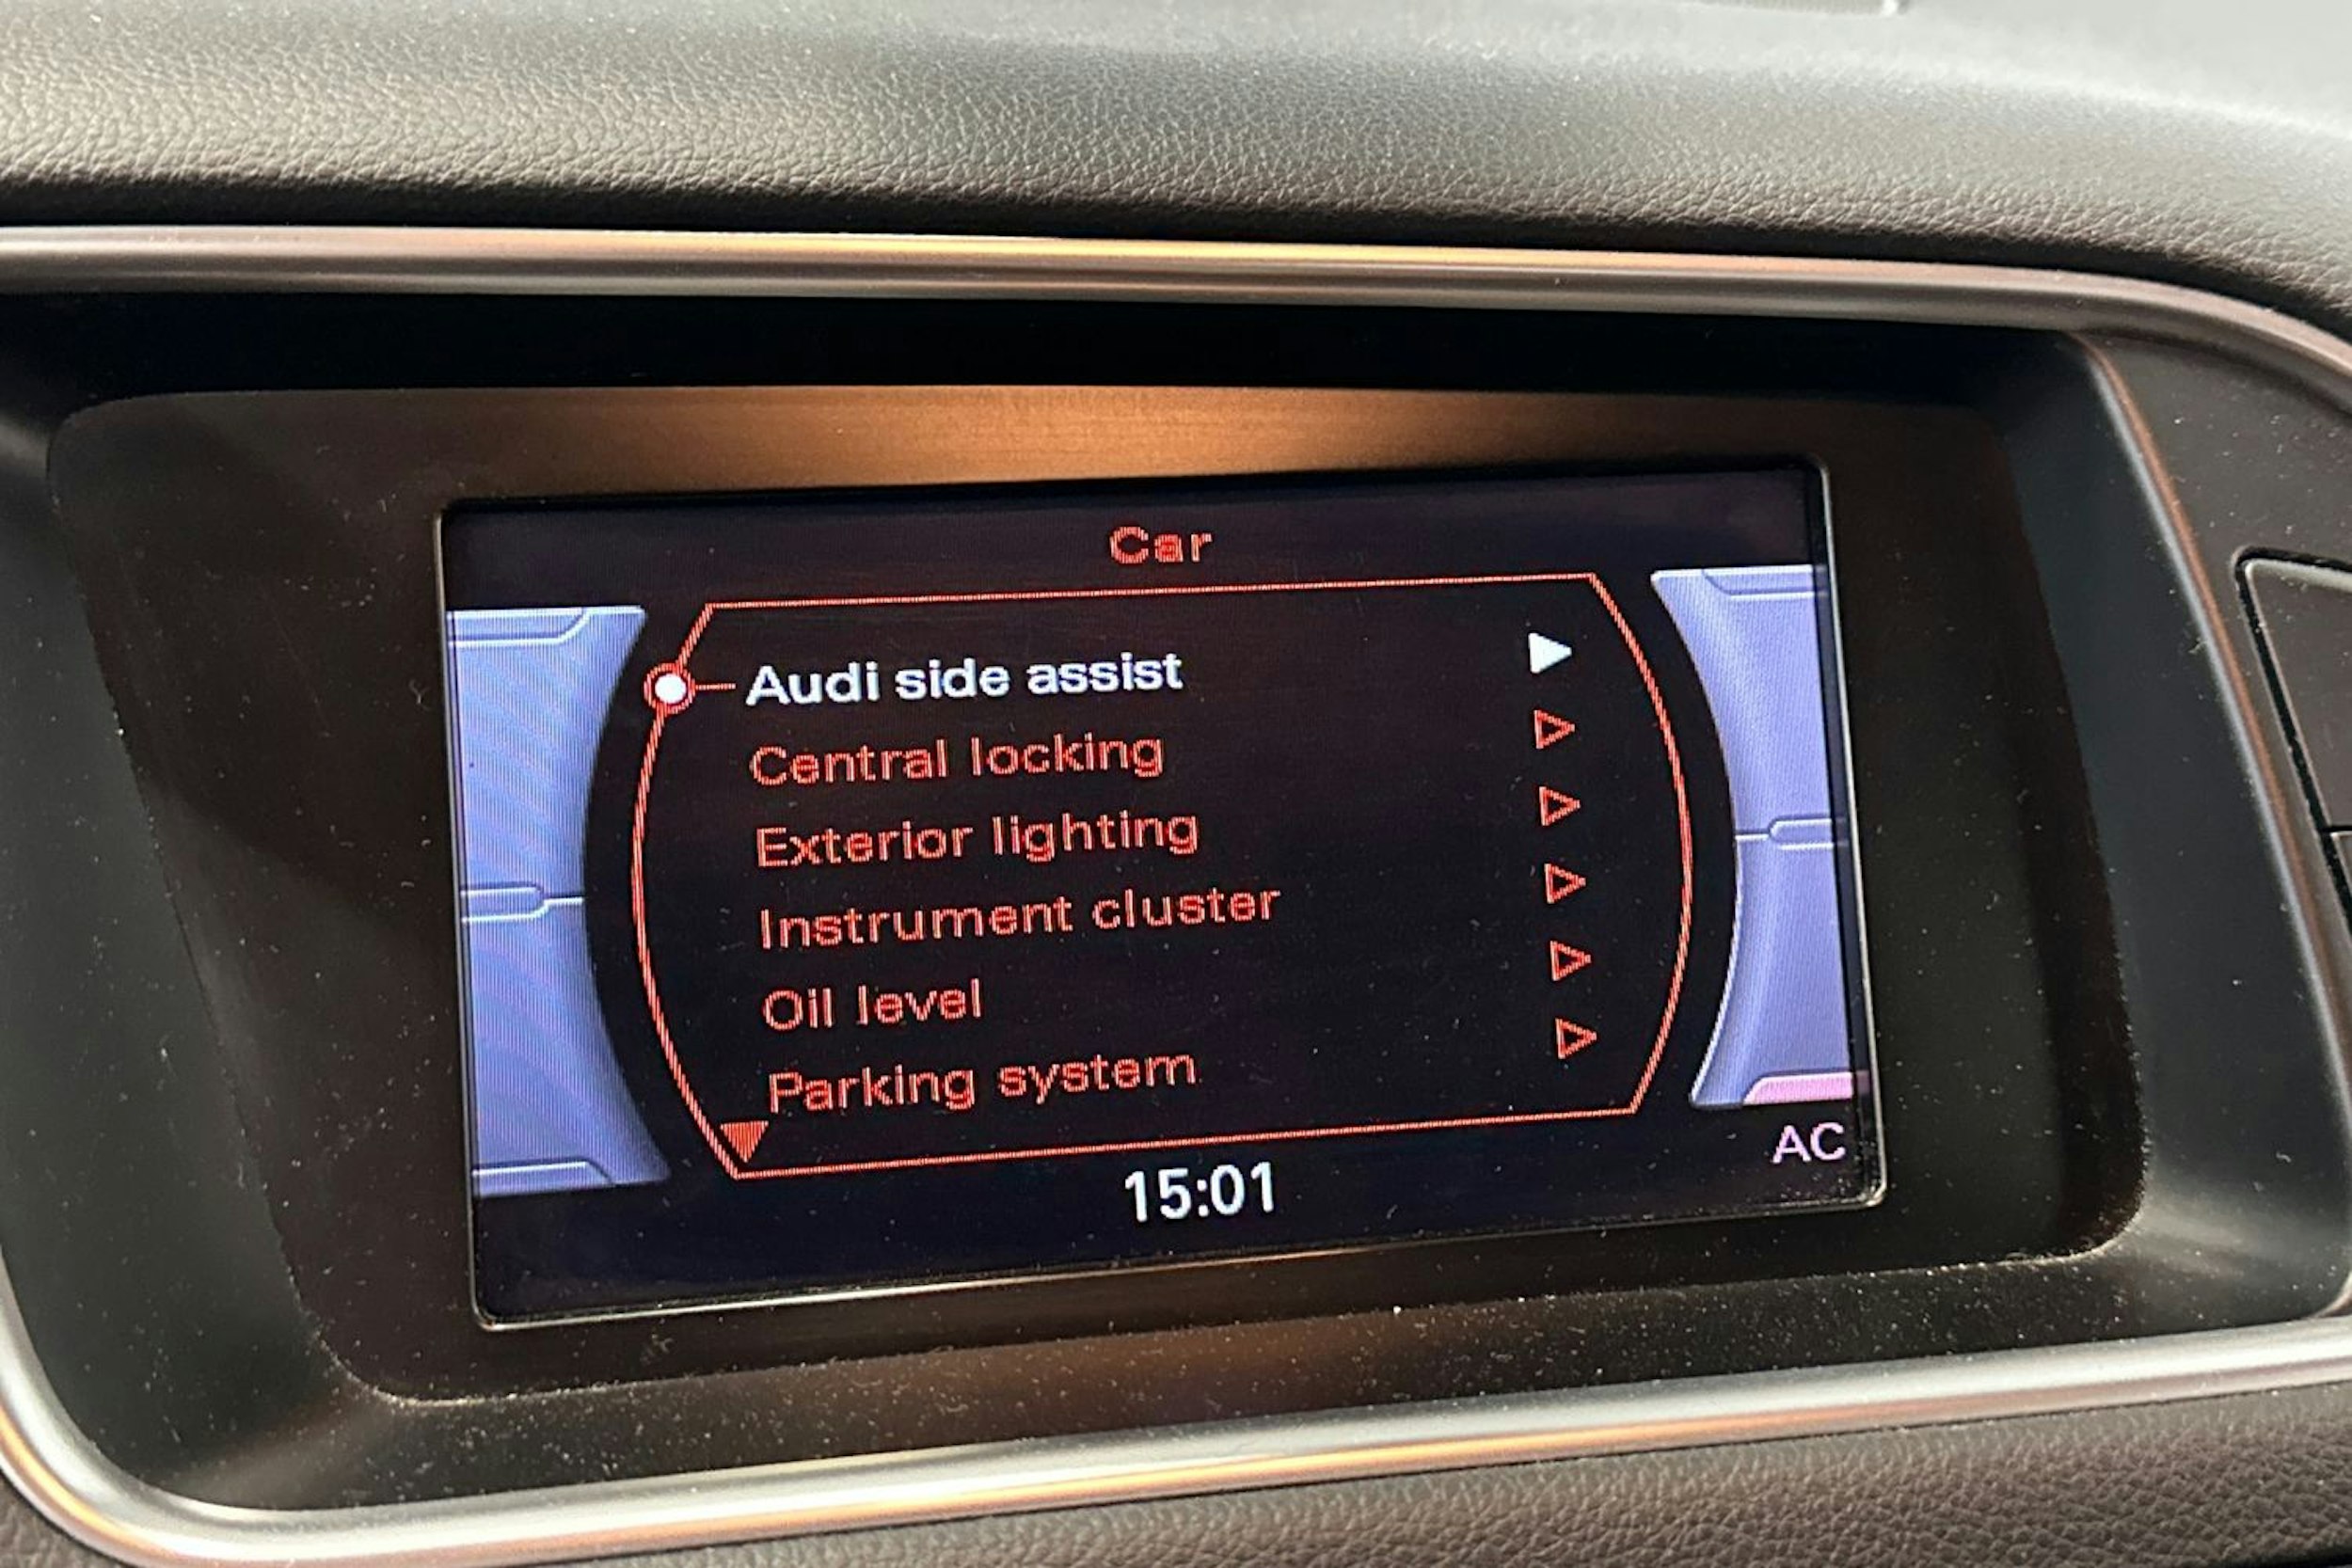 Car
Audi side assist
Central locking
Exterior lighting
Instrument cluster
Oil level
Parking system
AC
15:01